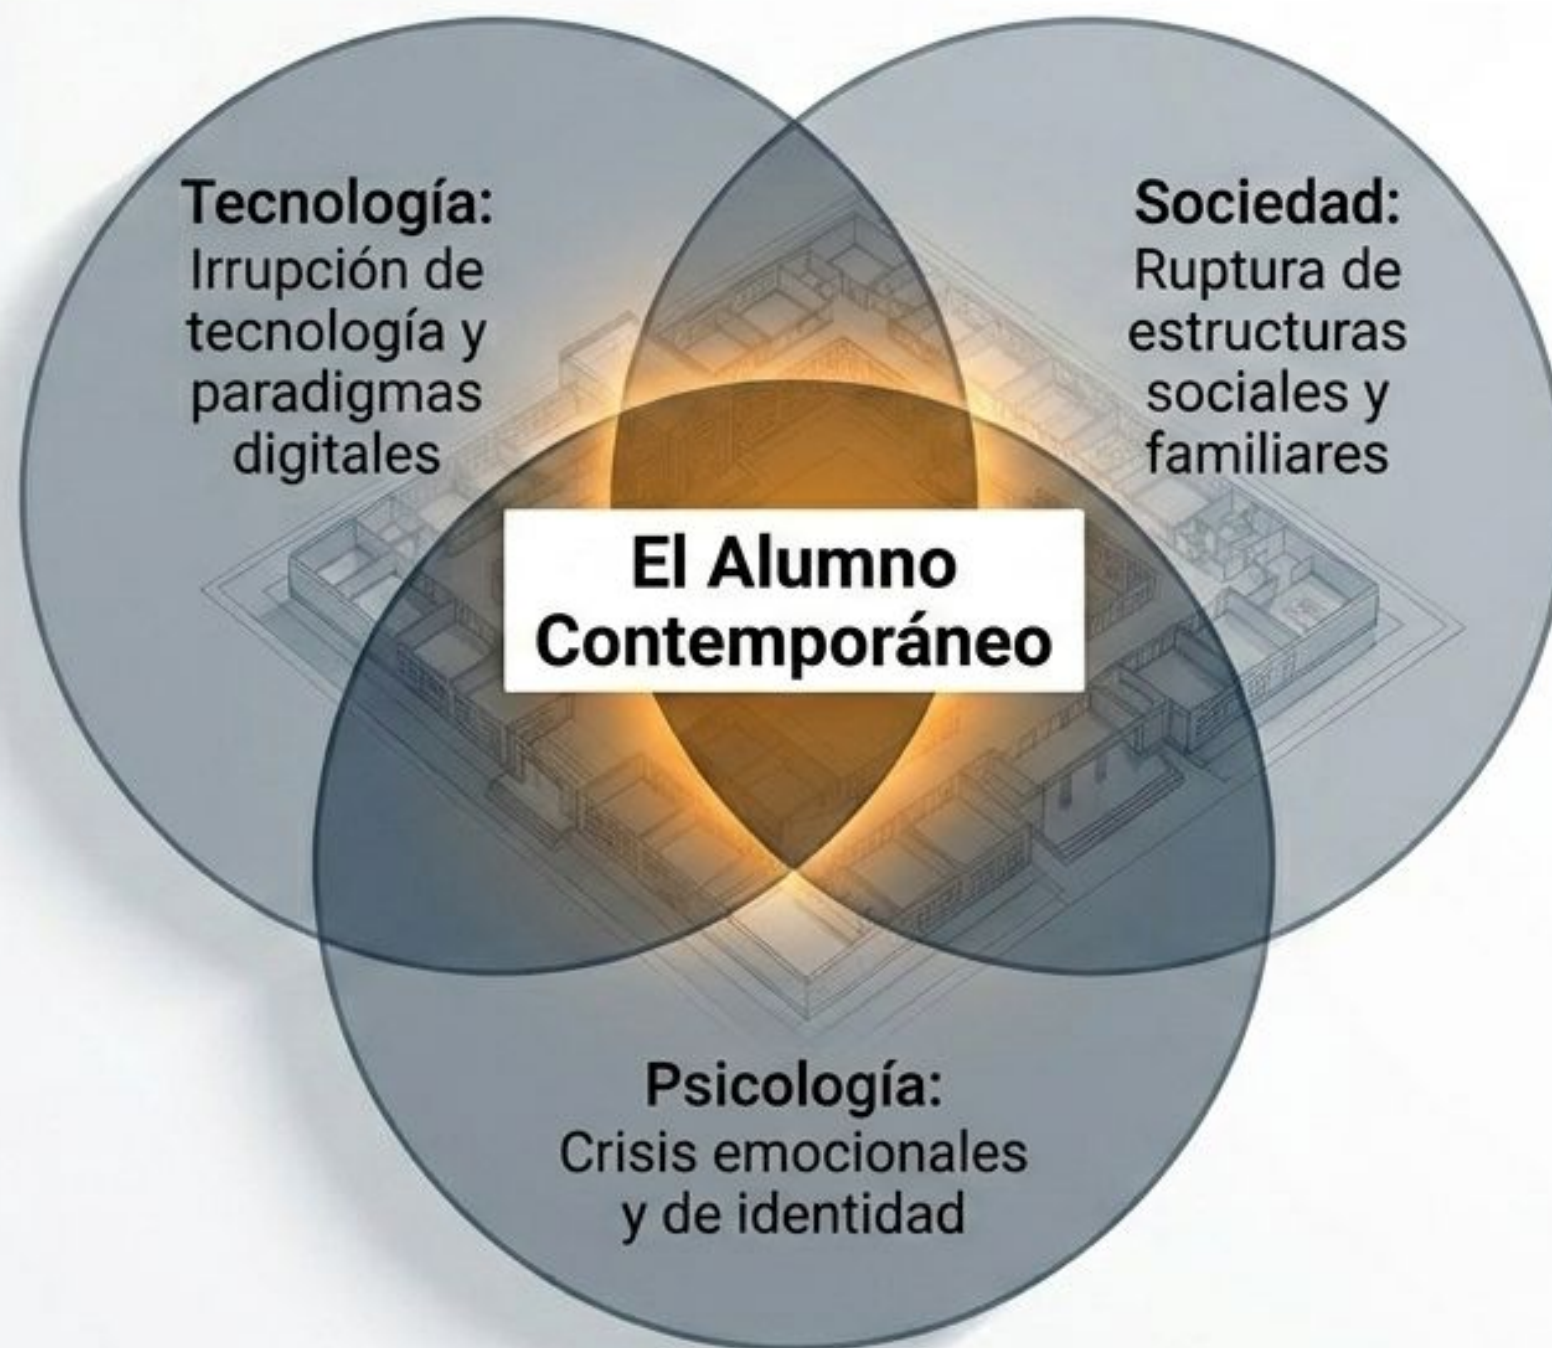 Tecnología:
Irrupción de
tecnología y
paradigmas
digitales
Sociedad:
Ruptura de
estructuras
sociales y
familiares
El Alumno
Contemporáneo
Psicología:
Crisis emocionales
y de identidad